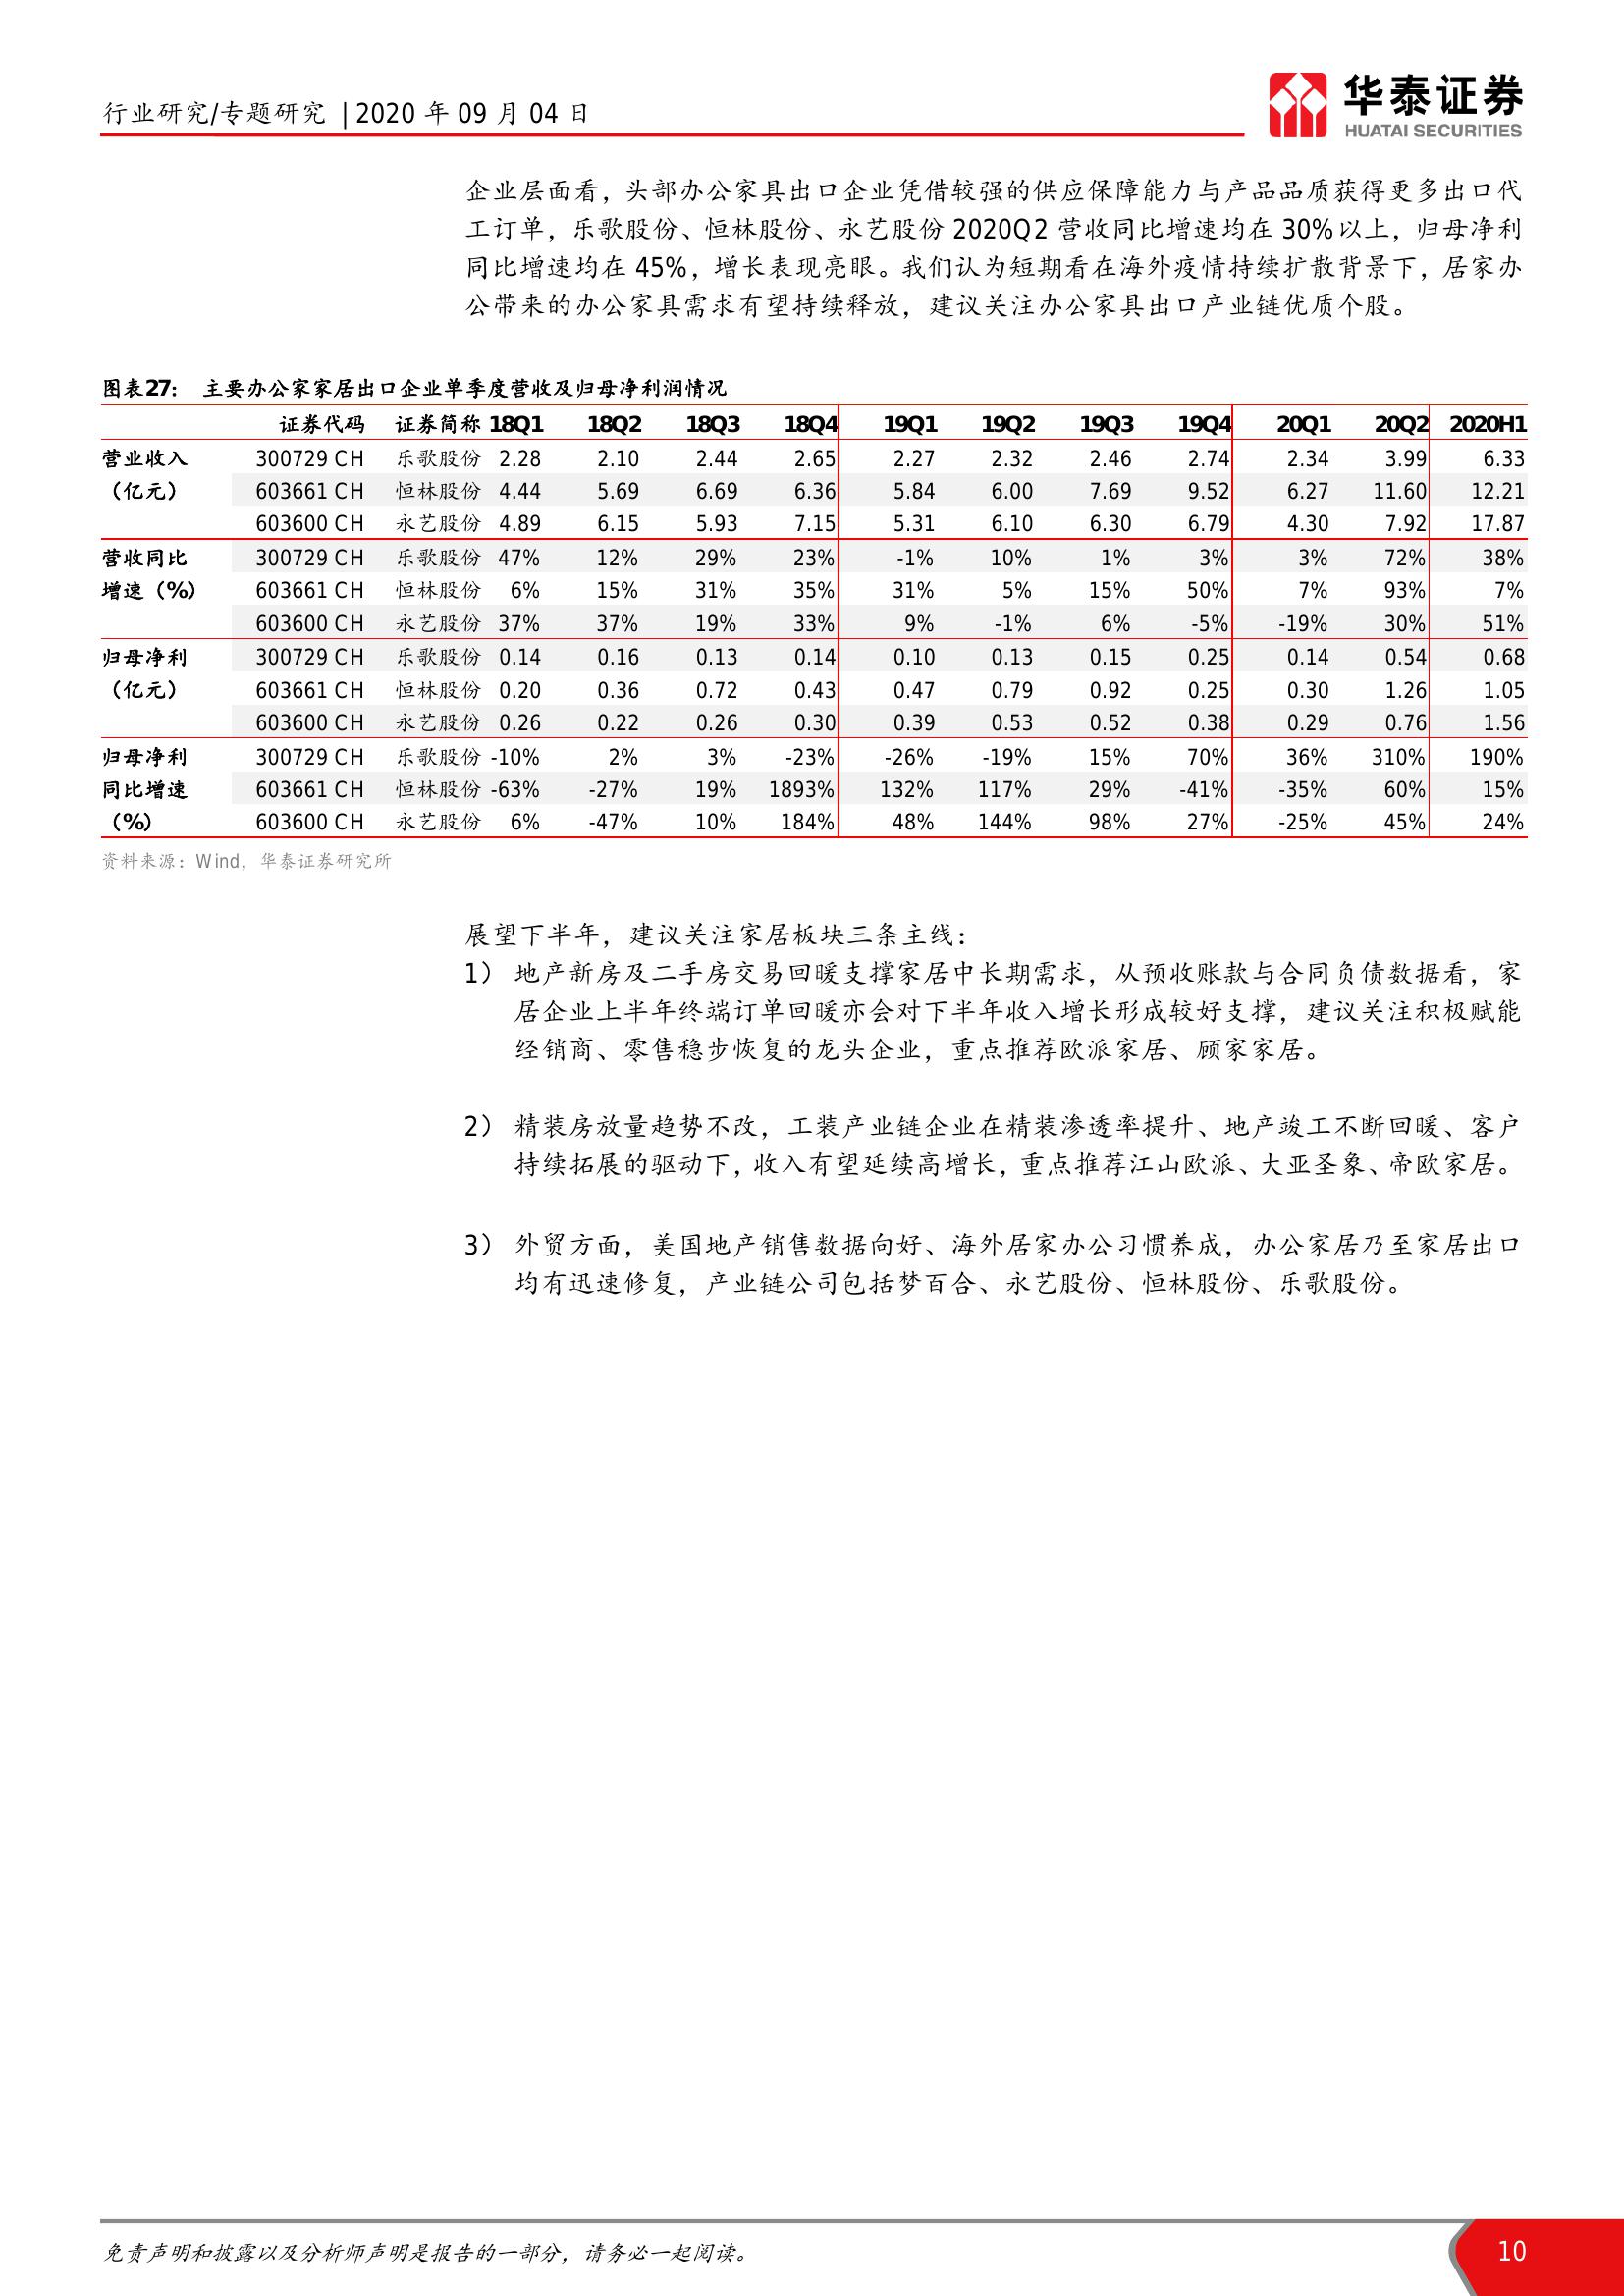 行业研究/专题研究 | 2020 年 09 月 04 日
华泰证券
HUATAI SECURITIES
企业层面看，头部办公家具出口企业凭借较强的供应保障能力与产品品质获得更多出口代
工订单，乐歌股份、恒林股份、永艺股份 2020Q2 营收同比增速均在 30%以上，归母净利
同比增速均在 45%，增长表现亮眼。我们认为短期看在海外疫情持续扩散背景下，居家办
公带来的办公家具需求有望持续释放，建议关注办公家具出口产业链优质个股。
图表27： 主要办公家家居出口企业单季度营收及归母净利润情况
证券代码 证券简称 18Q1 18Q2 18Q3 18Q4 19Q1 19Q2 19Q3 19Q4 20Q1 20Q2 2020H1
营业收入 300729 CH 乐歌股份 2.28 2.10 2.44 2.65 2.27 2.32 2.46 2.74 2.34 3.99 6.33
（亿元） 603661 CH 恒林股份 4.44 5.69 6.69 6.36 5.84 6.00 7.69 9.52 6.27 11.60 12.21
603600 CH 永艺股份 4.89 6.15 5.93 7.15 5.31 6.10 6.30 6.79 4.30 7.92 17.87
营收同比 300729 CH 乐歌股份 47% 12% 29% 23% -1% 10% 1% 3% 3% 72% 38%
增速（%） 603661 CH 恒林股份 6% 15% 31% 35% 31% 5% 15% 50% 7% 93% 7%
603600 CH 永艺股份 37% 37% 19% 33% 9% -1% 6% -5% -19% 30% 51%
归母净利 300729 CH 乐歌股份 0.14 0.16 0.13 0.14 0.10 0.13 0.15 0.25 0.14 0.54 0.68
（亿元） 603661 CH 恒林股份 0.20 0.36 0.72 0.43 0.47 0.79 0.92 0.25 0.30 1.26 1.05
603600 CH 永艺股份 0.26 0.22 0.26 0.30 0.39 0.53 0.52 0.38 0.29 0.76 1.56
归母净利 300729 CH 乐歌股份 -10% 2% 3% -23% -26% -19% 15% 70% 36% 310% 190%
同比增速 603661 CH 恒林股份 -63% -27% 19% 1893% 132% 117% 29% -41% -35% 60% 15%
（%） 603600 CH 永艺股份 6% -47% 10% 184% 48% 144% 98% 27% -25% 45% 24%
资料来源：Wind，华泰证券研究所
展望下半年，建议关注家居板块三条主线：
1） 地产新房及二手房交易回暖支撑家居中长期需求，从预收账款与合同负债数据看，家
居企业上半年终端订单回暖亦会对下半年收入增长形成较好支撑，建议关注积极赋能
经销商、零售稳步恢复的龙头企业，重点推荐欧派家居、顾家家居。
2） 精装房放量趋势不改，工装产业链企业在精装渗透率提升、地产竣工不断回暖、客户
持续拓展的驱动下，收入有望延续高增长，重点推荐江山欧派、大亚圣象、帝欧家居。
3） 外贸方面，美国地产销售数据向好、海外居家办公习惯养成，办公家居乃至家居出口
均有迅速修复，产业链公司包括梦百合、永艺股份、恒林股份、乐歌股份。
免责声明和披露以及分析师声明是报告的一部分，请务必一起阅读。
10